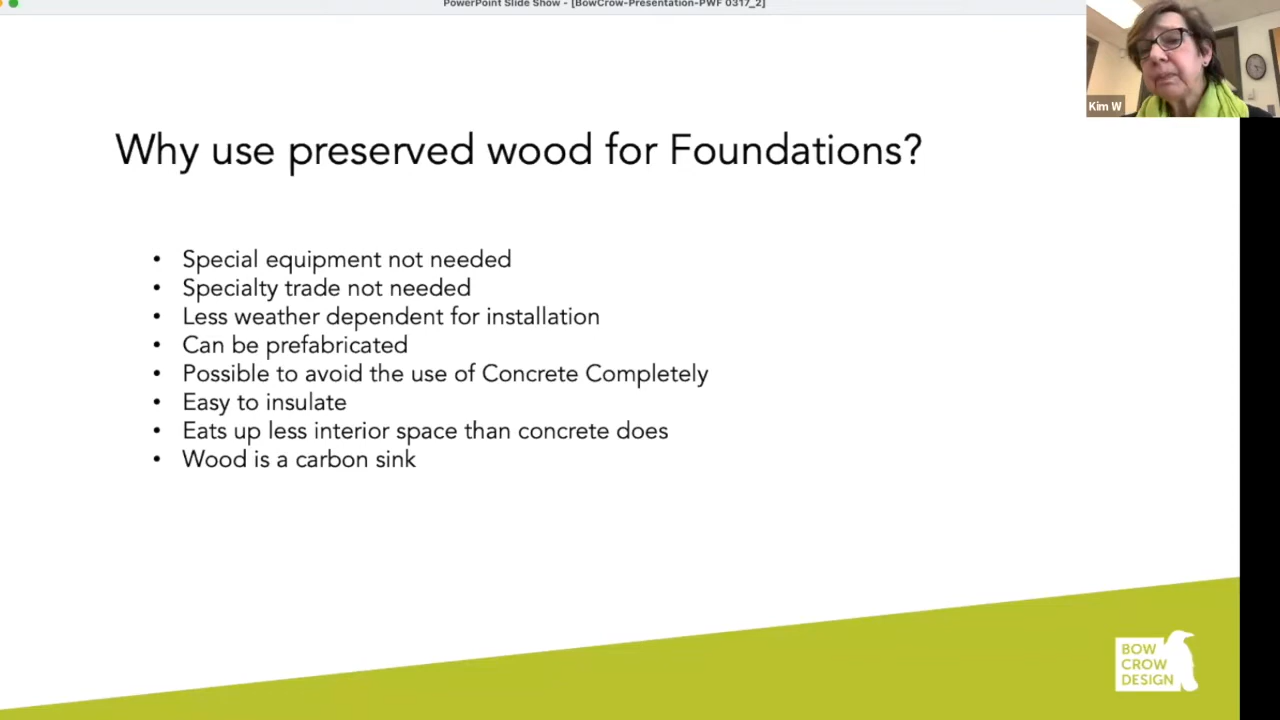 PowerPoint Slide Show - [BowCrow-Presentation-PWF 0317_2]
Kim W
Why use preserved wood for Foundations?
• Special equipment not needed
• Specialty trade not needed
• Less weather dependent for installation
• Can be prefabricated
• Possible to avoid the use of Concrete Completely
• Easy to insulate
• Eats up less interior space than concrete does
• Wood is a carbon sink
BOW
CROW
DESIGN